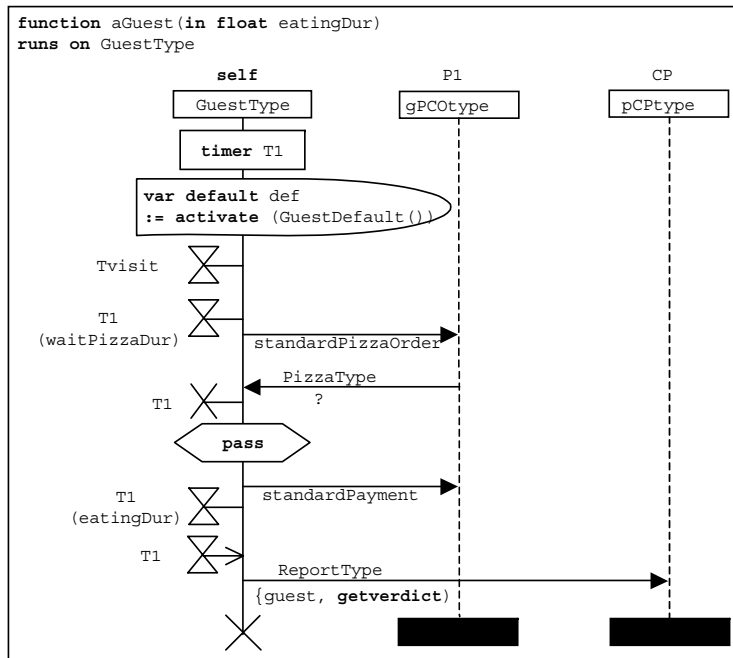 function aGuest(in float eatingDur)
runs on GuestType
self P1 CP
GuestType gPCOtype pCPtype
timer T1
var default def
:= activate (GuestDefault())
Tvisit
T1
(waitPizzaDur)
standardPizzaOrder
PizzaType
T1 ?
pass
T1 standardPayment
(eatingDur)
T1
ReportType
{guest, getverdict)